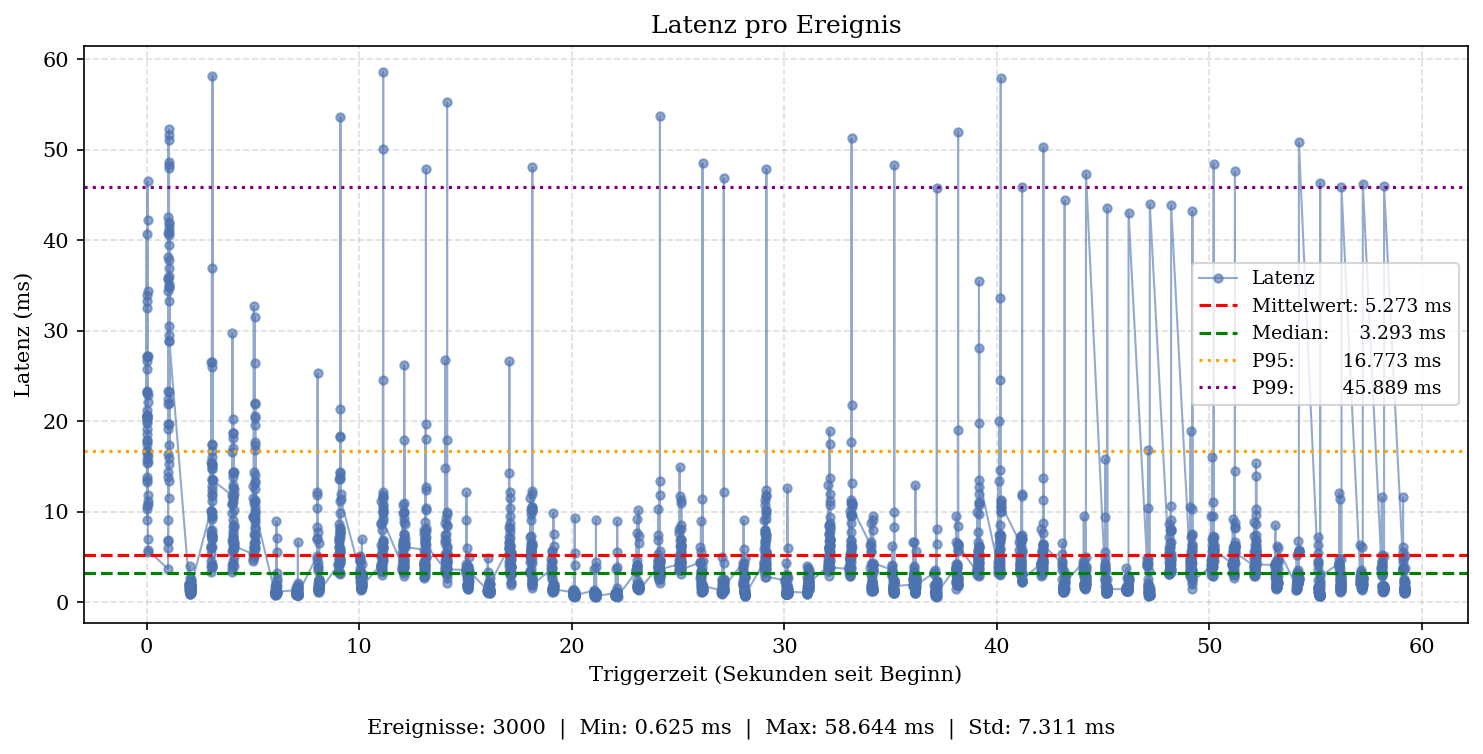 Latenz pro Ereignis
60
50
40
30
20
10
0
Latenz (ms)
Latenz
Mittelwert: 5.273 ms
Median: 3.293 ms
P95: 16.773 ms
P99: 45.889 ms
0 10 20 30 40 50 60
Triggerzeit (Sekunden seit Beginn)
Ereignisse: 3000 | Min: 0.625 ms | Max: 58.644 ms | Std: 7.311 ms